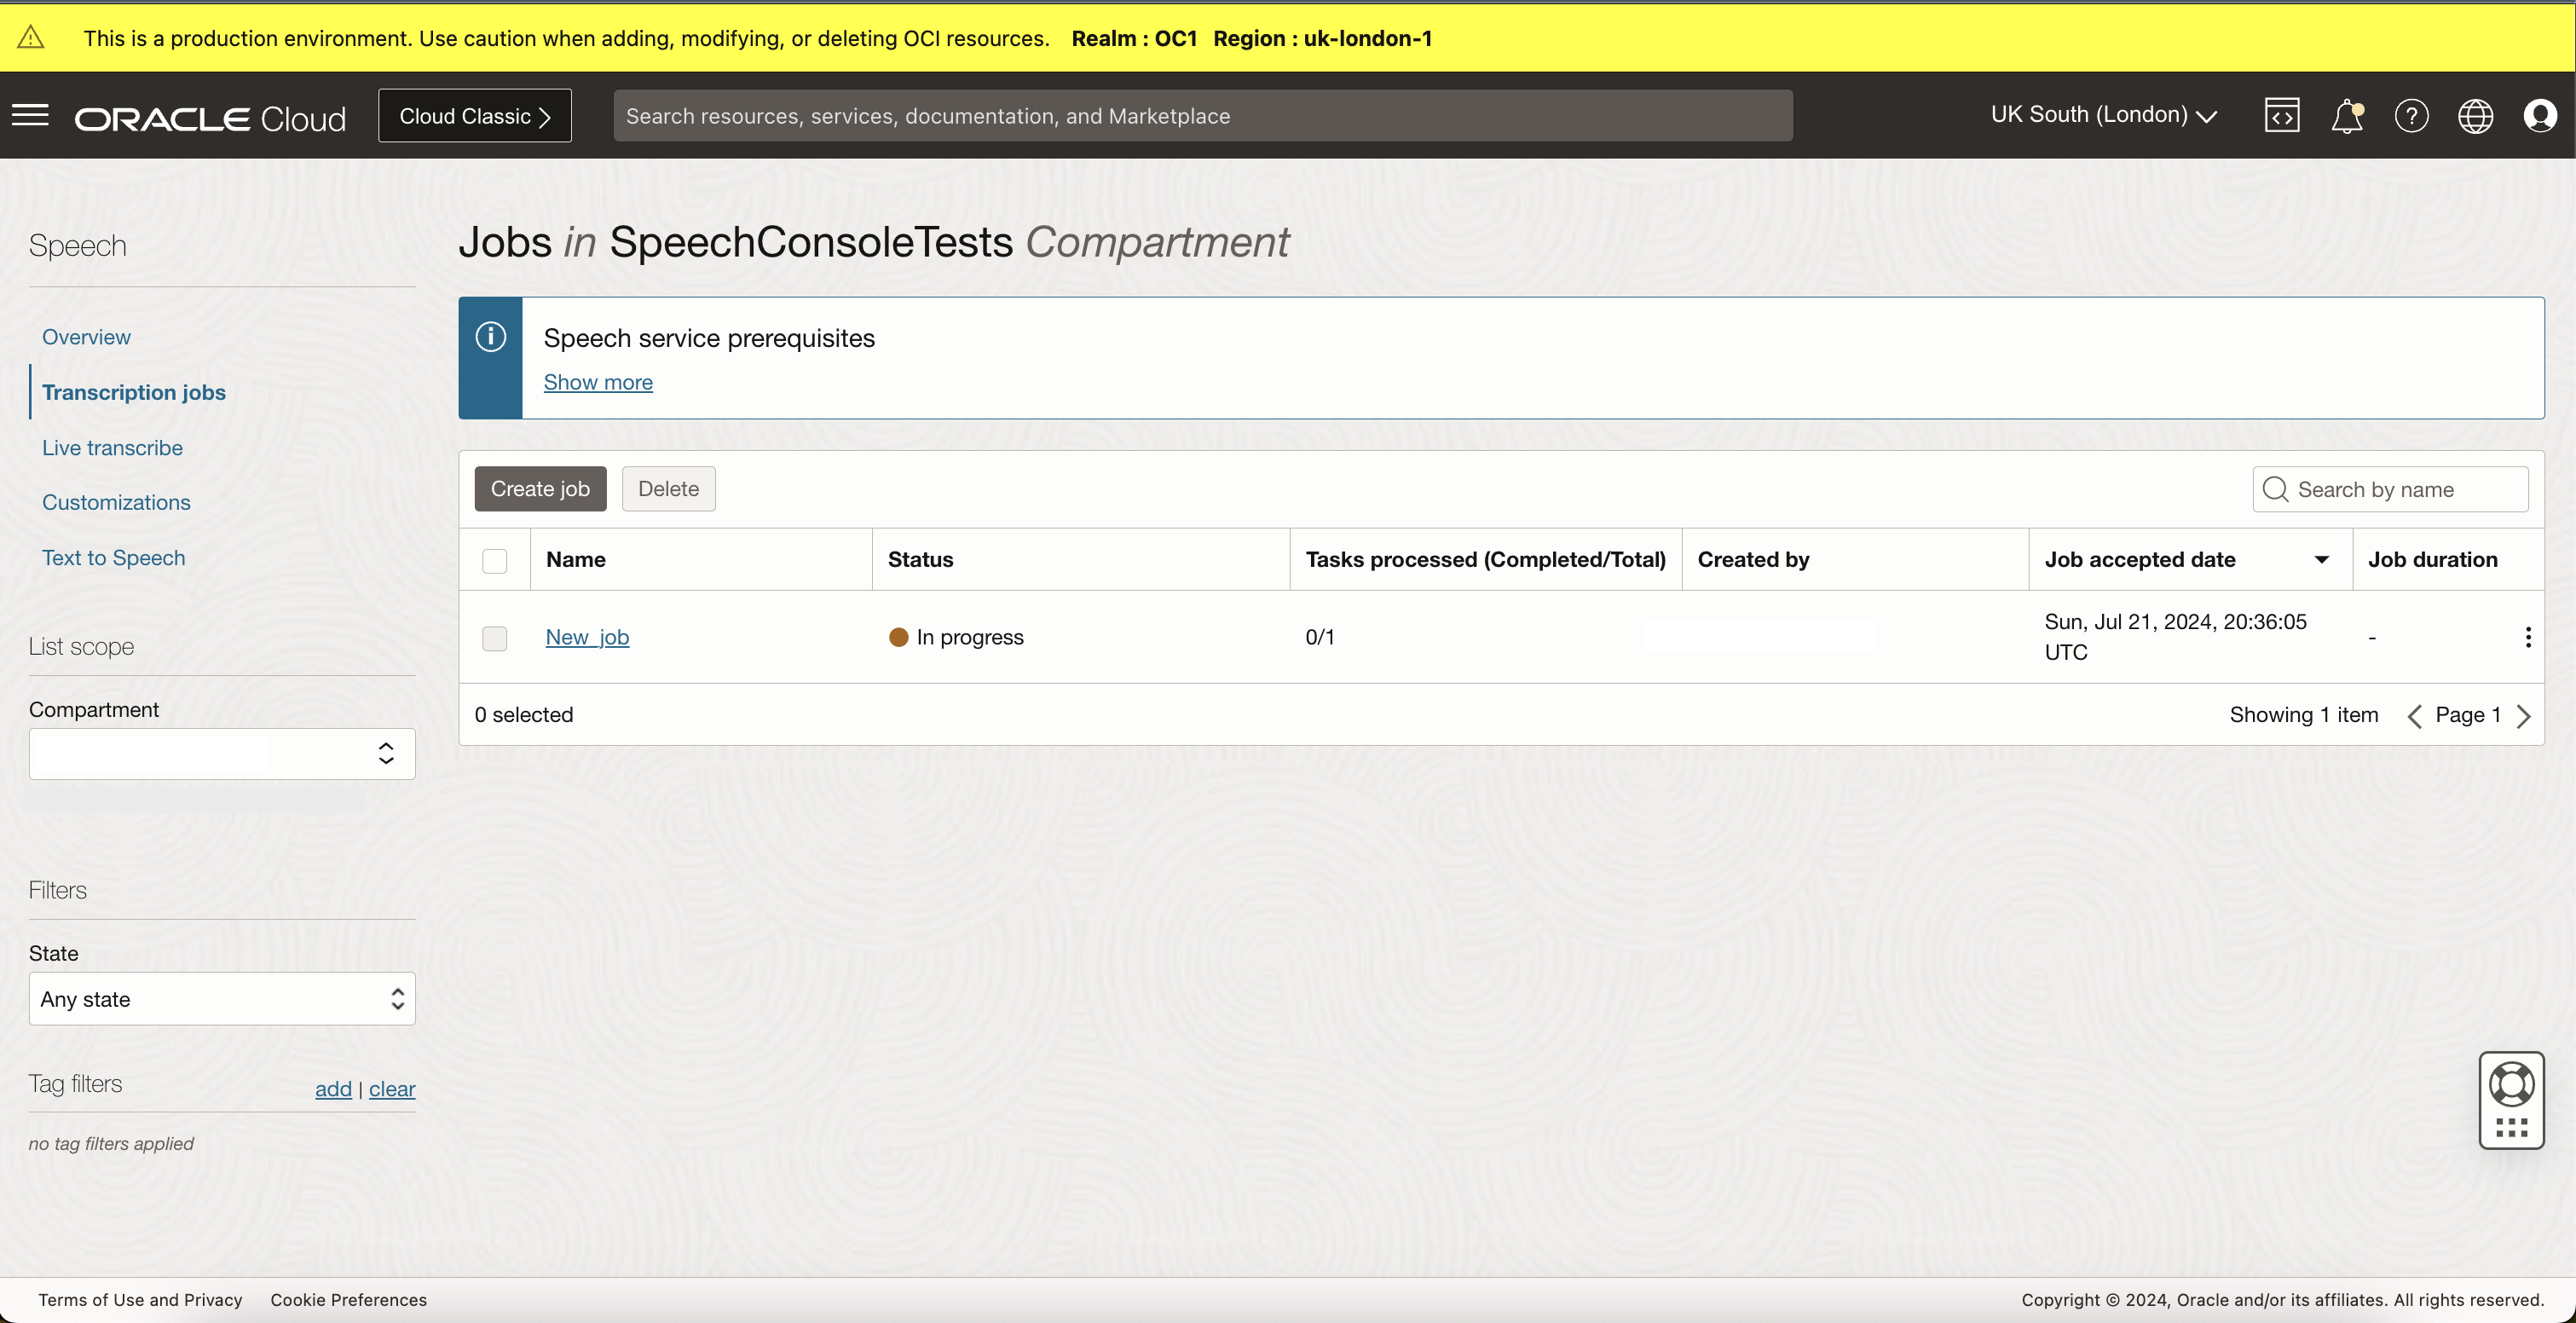 This is a production environment. Use caution when adding, modifying, or deleting OCI resources. Realm : OC1 Region : uk-london-1
ORACLE Cloud
Cloud Classic
Search resources, services, documentation, and Marketplace
UK South (London)
Speech
Overview
Transcription jobs
Live transcribe
Customizations
Text to Speech
List scope
Compartment
Filters
State
Any state
Tag filters
add | clear
no tag filters applied
Jobs in SpeechConsoleTests Compartment
Speech service prerequisites
Show more
Create job
Delete
Search by name
Name Status Tasks processed (Completed/Total) Created by Job accepted date Job duration
New_job In progress 0/1 Sun, Jul 21, 2024, 20:36:05 -
UTC
0 selected
Showing 1 item Page 1
Terms of Use and Privacy Cookie Preferences
Copyright © 2024, Oracle and/or its affiliates. All rights reserved.